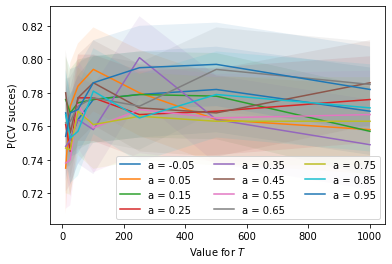 0.82
0.80
0.78
0.76
0.74
0.72
P(CV succes)
a = -0.05
a = 0.05
a = 0.15
a = 0.25
a = 0.35
a = 0.45
a = 0.55
a = 0.65
a = 0.75
a = 0.85
a = 0.95
0 200 400 600 800 1000
Value for T